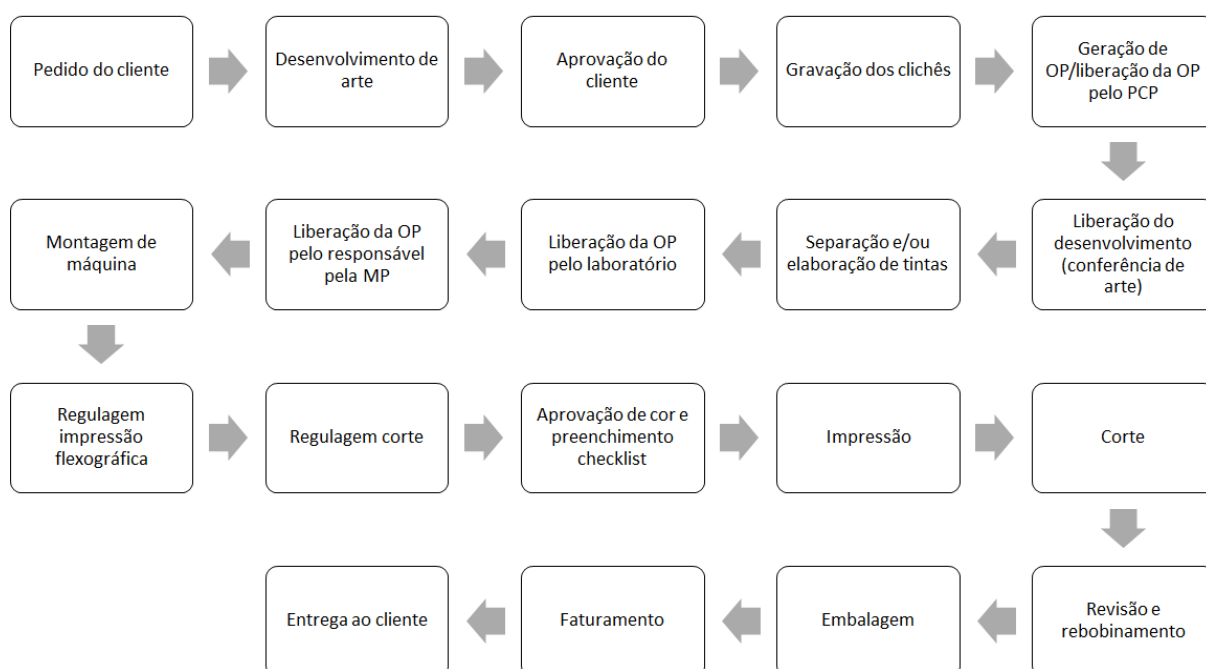 Pedido do cliente
Desenvolvimento de
arte
Aprovação do
cliente
Gravação dos clichês
Geração de
OP/liberação da OP
pelo PCP
Liberação do
desenvolvimento
(conferência de
arte)
Separação e/ou
elaboração de tintas
Liberação da OP
pelo laboratório
Liberação da OP
pelo responsável
pela MP
Montagem de
máquina
Regulagem
impressão
flexográfica
Regulagem corte
Aprovação de cor e
preenchimento
checklist
Impressão
Corte
Revisão e
rebobinamento
Embalagem
Faturamento
Entrega ao cliente